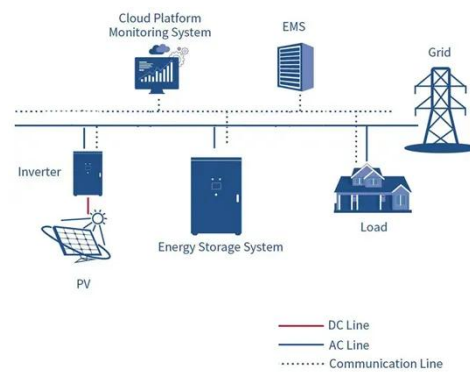 Cloud Platform
Monitoring System
EMS
Grid
Inverter
Energy Storage System
Load
PV
DC Line
AC Line
Communication Line